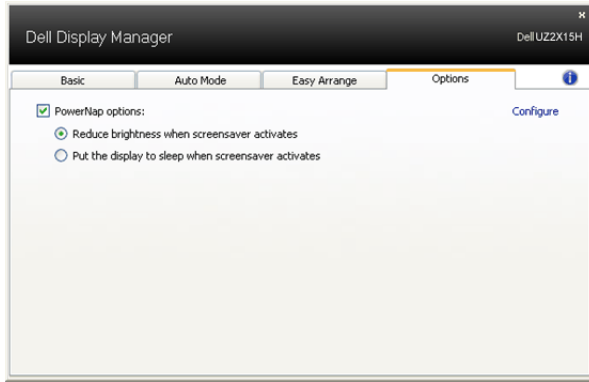 Dell Display Manager
Dell UZ2X15H
Basic
Auto Mode
Easy Arrange
Options
PowerNap options:
Configure
Reduce brightness when screensaver activates
Put the display to sleep when screensaver activates